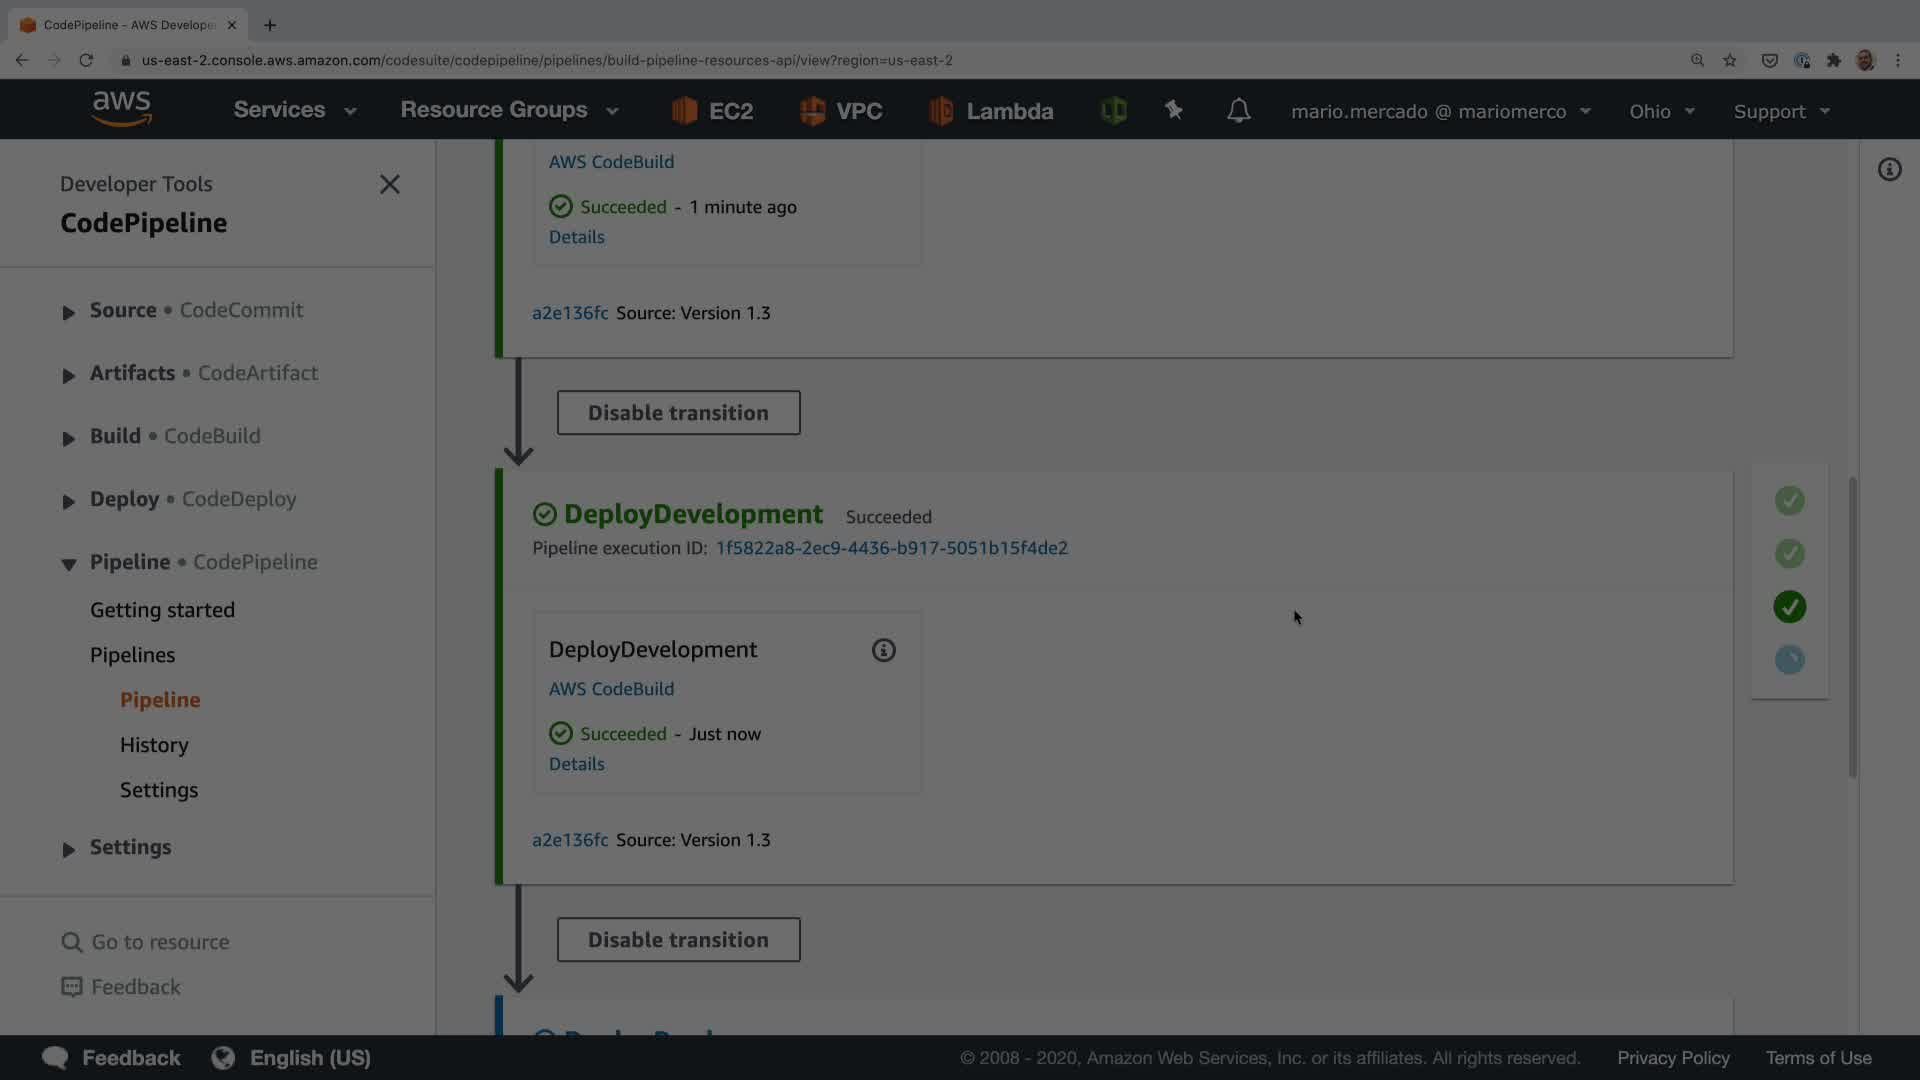 CodePipeline - AWS Develope
us-east-2.console.aws.amazon.com/codesuite/codepipeline/pipelines/build-pipeline-resources-api/view?region=us-east-2
aws Services Resource Groups EC2 VPC Lambda mario.mercado @ mariomerco Ohio Support
Developer Tools
CodePipeline
Source • CodeCommit
Artifacts • CodeArtifact
Build • CodeBuild
Deploy • CodeDeploy
Pipeline • CodePipeline
Getting started
Pipelines
Pipeline
History
Settings
Settings
Go to resource
Feedback
AWS CodeBuild
Succeeded - 1 minute ago
Details
a2e136fc Source: Version 1.3
Disable transition
DeployDevelopment Succeeded
Pipeline execution ID: 1f5822a8-2ec9-4436-b917-5051b15f4de2
DeployDevelopment
AWS CodeBuild
Succeeded - Just now
Details
a2e136fc Source: Version 1.3
Disable transition
Feedback English (US) © 2008 - 2020, Amazon Web Services, Inc. or its affiliates. All rights reserved. Privacy Policy Terms of Use